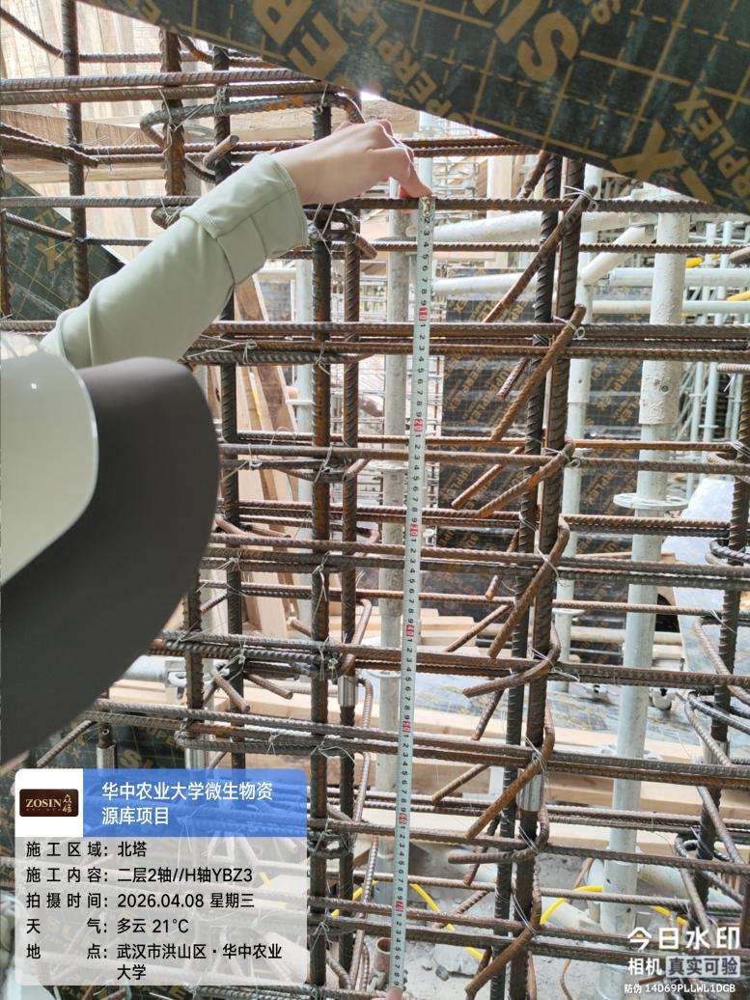 SUPERPLEX
ZOSIN 众信
华中农业大学微生物资
源库项目
施工区域：北塔
施工内容：二层2轴//H轴YBZ3
拍摄时间：2026.04.08 星期三
天气：多云 21℃
地点：武汉市洪山区·华中农业
大学
今日水印
相机 真实可验
防伪 14D69PLLWL1DGB